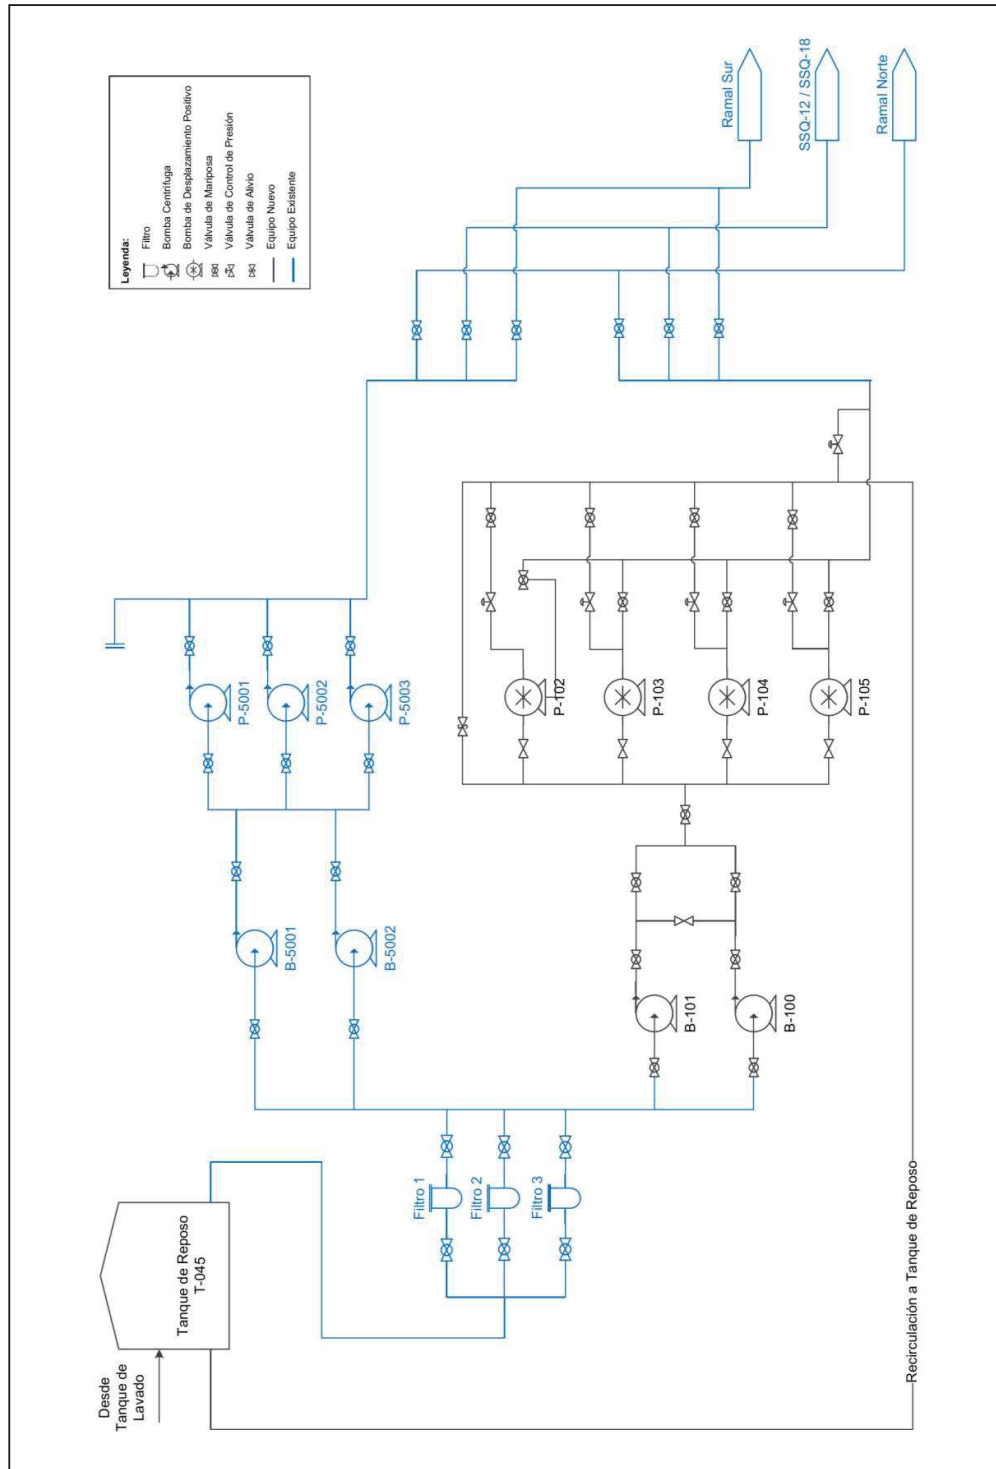 Leyenda:
Filtro
Bomba Centrífuga
Bomba de Desplazamiento Positivo
Válvula de Mariposa
Válvula de Control de Presión
Válvula de Alivio
Equipo Nuevo
Equipo Existente
Desde
Tanque de
Lavado
Tanque de Reposo
T-045
Filtro 1
Filtro 2
Filtro 3
B-5001
B-5002
B-101
B-100
P-5001
P-5002
P-5003
P-102
P-103
P-104
P-105
Ramal Sur
SSQ-12 / SSQ-18
Ramal Norte
Recirculación a Tanque de Reposo